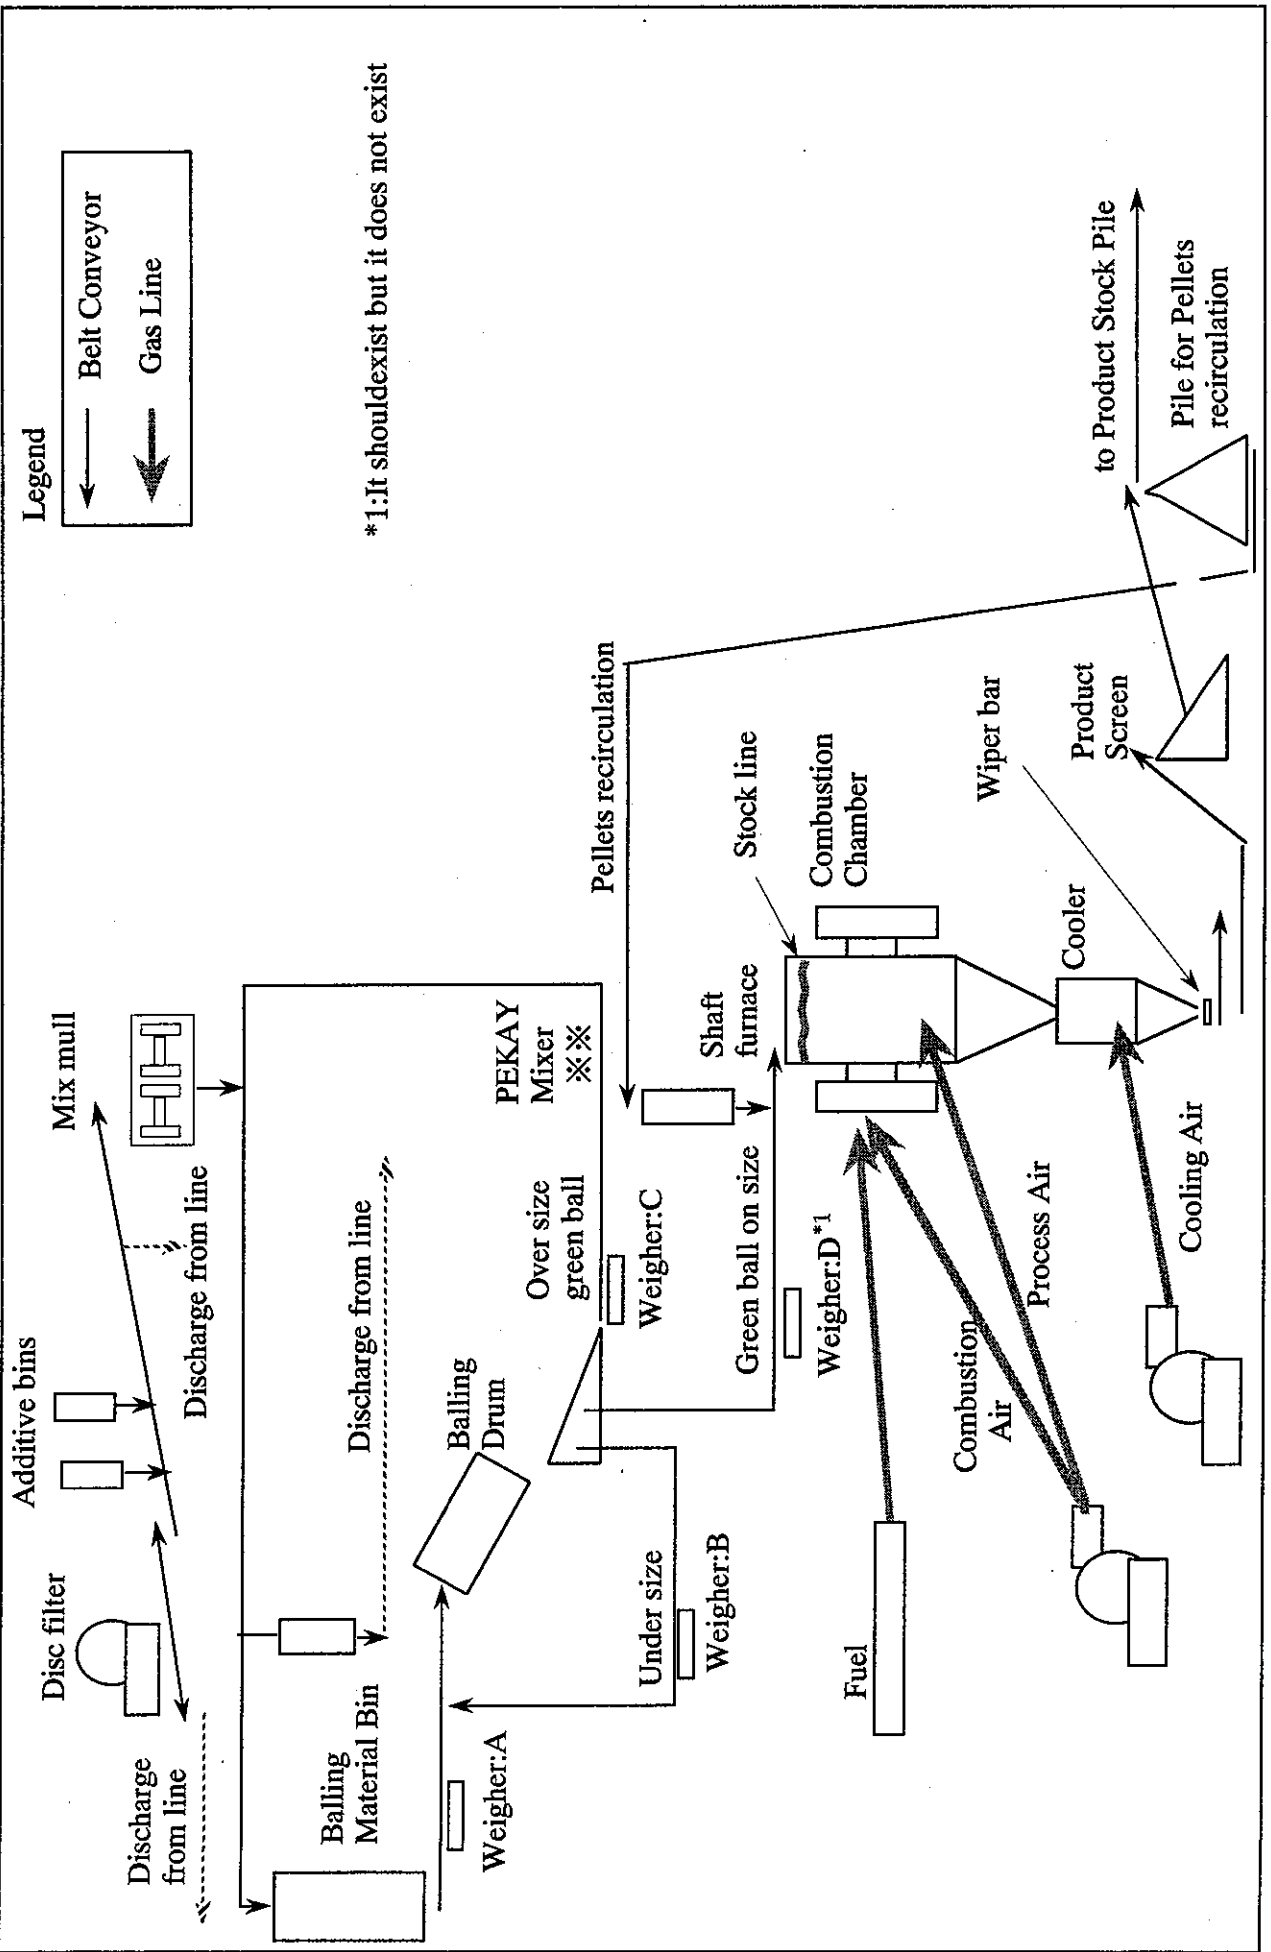 Legend
Belt Conveyor
Gas Line
*1:It shouldexist but it does not exist
Additive bins
Mix mull
Disc filter
Discharge from line
Discharge
from line
Balling
Material Bin
Discharge from line
PEKAY
Mixer
※※
Balling
Drum
Over size
green ball
Weigher:A
Weigher:C
Under size
Weigher:B
Pellets recirculation
Green ball on size
Weigher:D*1
Shaft
furnace
Stock line
Combustion
Chamber
Fuel
Combustion
Air
Process Air
Cooling Air
Cooler
Wiper bar
Product
Screen
to Product Stock Pile
Pile for Pellets
recirculation